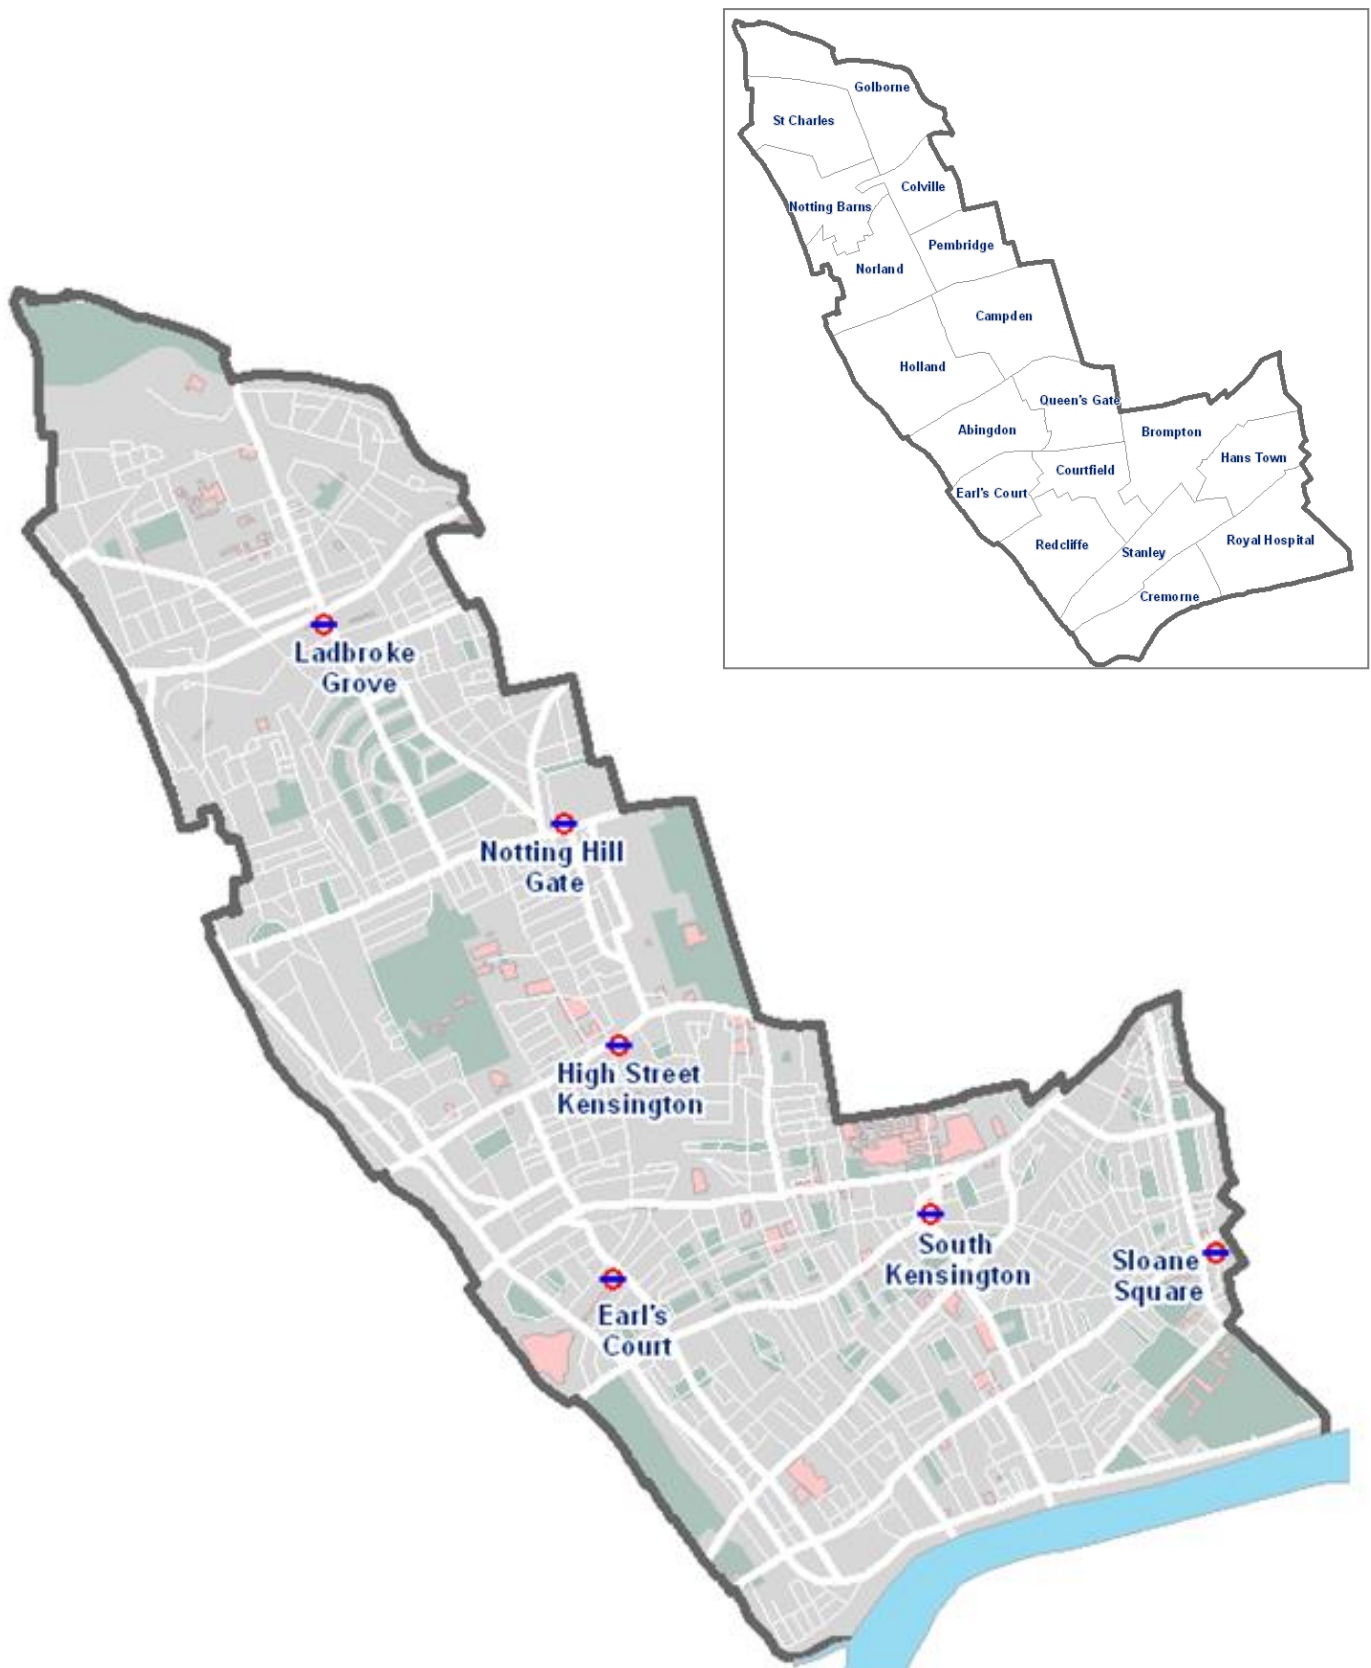 Golborne
St Charles
Colville
Notting Barns
Pembridge
Norland
Campden
Holland
Queen's Gate
Abingdon
Brompton
Hans Town
Courtfield
Earl's Court
Redcliffe
Stanley
Royal Hospital
Cremorne
Ladbroke
Grove
Notting Hill
Gate
High Street
Kensington
South
Kensington
Sloane
Square
Earl's
Court